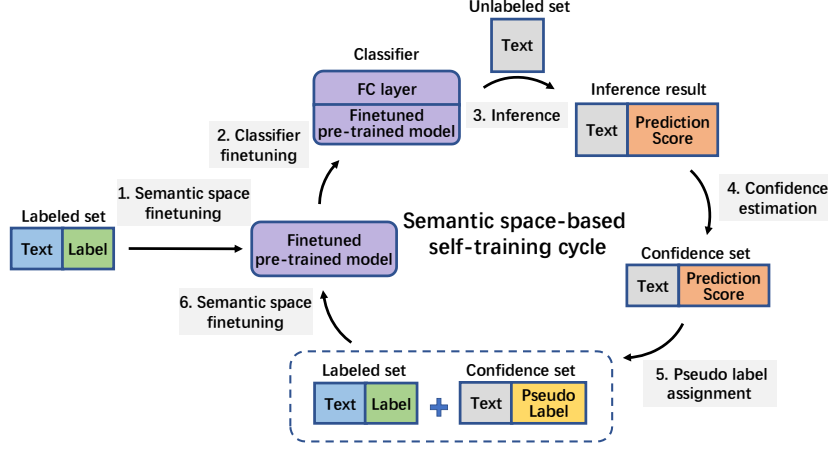 Unlabeled set
Text
Classifier
FC layer
Finetuned
pre-trained model
3. Inference
Inference result
Text
Prediction
Score
2. Classifier
finetuning
4. Confidence
estimation
1. Semantic space
finetuning
Labeled set
Text
Label
Finetuned
pre-trained model
Semantic space-based
self-training cycle
Confidence set
Text
Prediction
Score
6. Semantic space
finetuning
5. Pseudo label
assignment
Labeled set
Text
Label
+
Confidence set
Text
Pseudo
Label